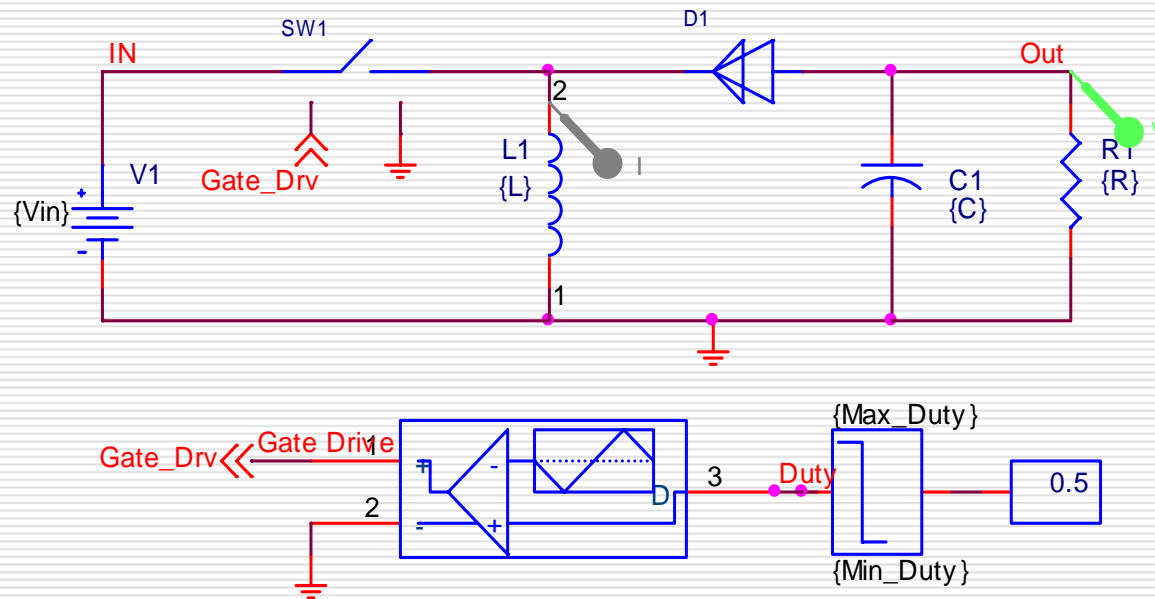 SW1
D1
IN
Out
2
V1
Gate_Drv
L1
{L}
I
R1
{R}
C1
{C}
{Vin}
+
-
1
{Max_Duty}
Gate_Drv
Gate Drive
1
+
-
D
3
Duty
0.5
2
-
+
{Min_Duty}